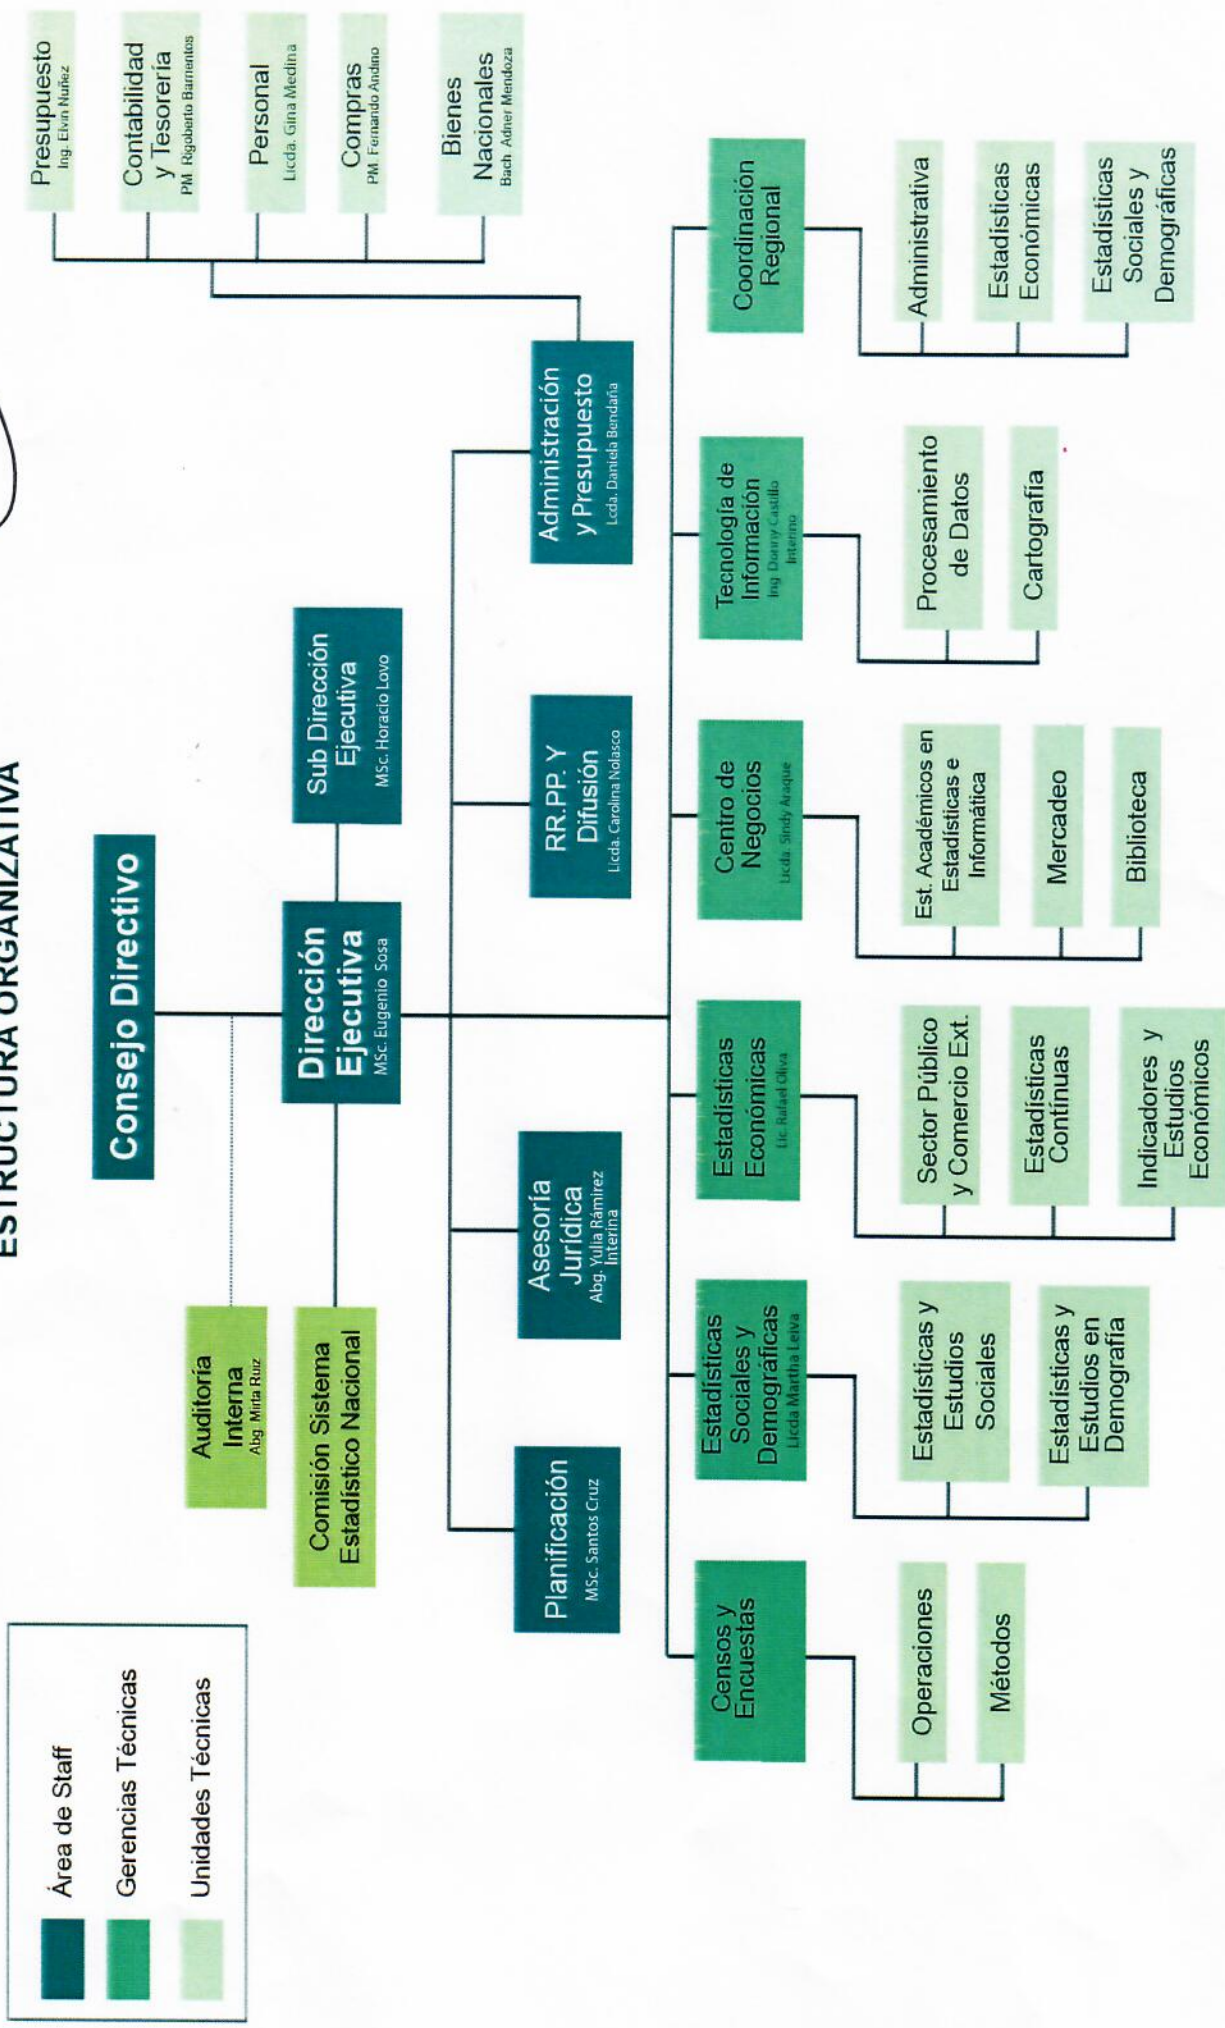 ESTRUCTURA ORGANIZATIVA
Área de Staff
Gerencias Técnicas
Unidades Técnicas
Consejo Directivo
Auditoría
Interna
Abg. Mirta Ruiz
Comisión Sistema
Estadístico Nacional
Dirección
Ejecutiva
MSc. Eugenio Sosa
Sub Dirección
Ejecutiva
MSc. Horacio Lovo
Presupuesto
Ing. Elvin Nuñez
Contabilidad
y Tesorería
PM. Rigoberto Barrientos
Personal
Licda. Gina Medina
Compras
PM. Fernando Andino
Bienes
Nacionales
Bach. Adner Mendoza
Planificación
MSc. Santos Cruz
Asesoría
Jurídica
Abg. Yulia Rámirez
Interina
RR.PP. Y
Difusión
Licda. Carolina Nolasco
Administración
y Presupuesto
Lcda. Daniela Bendaña
Censos y
Encuestas
Operaciones
Métodos
Estadísticas
Sociales y
Demográficas
Licda Martha Leiva
Estadísticas y
Estudios
Sociales
Estadísticas y
Estudios en
Demografía
Estadísticas
Económicas
Lic. Rafael Oliva
Sector Público
y Comercio Ext.
Estadísticas
Contínuas
Indicadores y
Estudios
Económicos
Centro de
Negocios
Licda. Sindy Araque
Est. Académicos en
Estadísticas e
Informática
Mercadeo
Biblioteca
Tecnología de
Información
Ing Donny Castillo
Interino
Procesamiento
de Datos
Cartografía
Coordinación
Regional
Administrativa
Estadísticas
Económicas
Estadísticas
Sociales y
Demográficas